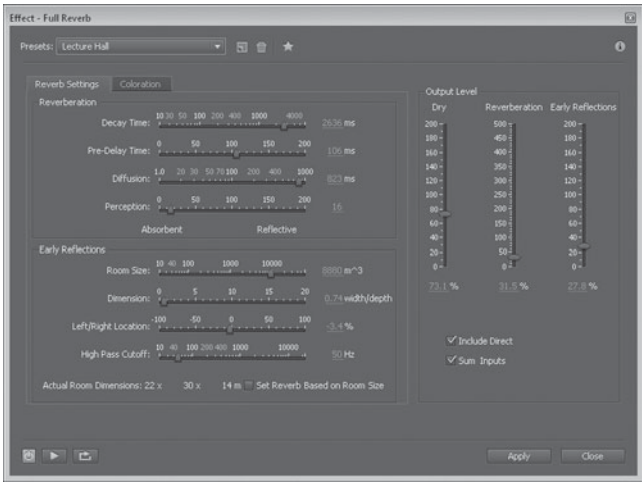 Effect - Full Reverb
Presets: Lecture Hall
Reverb Settings Coloration
Reverberation
10 30 50 100 200 400 1000 4000
Decay Time: 2636 ms
0 50 100 150 200
Pre-Delay Time: 106 ms
1.0 20 30 50 70 100 200 400 1000
Diffusion: 823 ms
0 50 100 150 200
Perception: 16
Absorbent Reflective
Early Reflections
10 40 100 1000 10000
Room Size: 8880 m^3
0 5 10 15 20
Dimension: 0.74 width/depth
-100 -50 0 50 100
Left/Right Location: -3.4 %
10 40 100 200 400 1000 10000
High Pass Cutoff: 50 Hz
Actual Room Dimensions: 22 x 30 x 14 m Set Reverb Based on Room Size
Output Level
Dry Reverberation Early Reflections
200 500 200
180 450 180
160 400 160
140 350 140
120 300 120
100 250 100
80 200 80
60 150 60
40 100 40
20 50 20
0 0 0
73.1 % 31.5 % 27.8 %
Include Direct
Sum Inputs
Apply Close